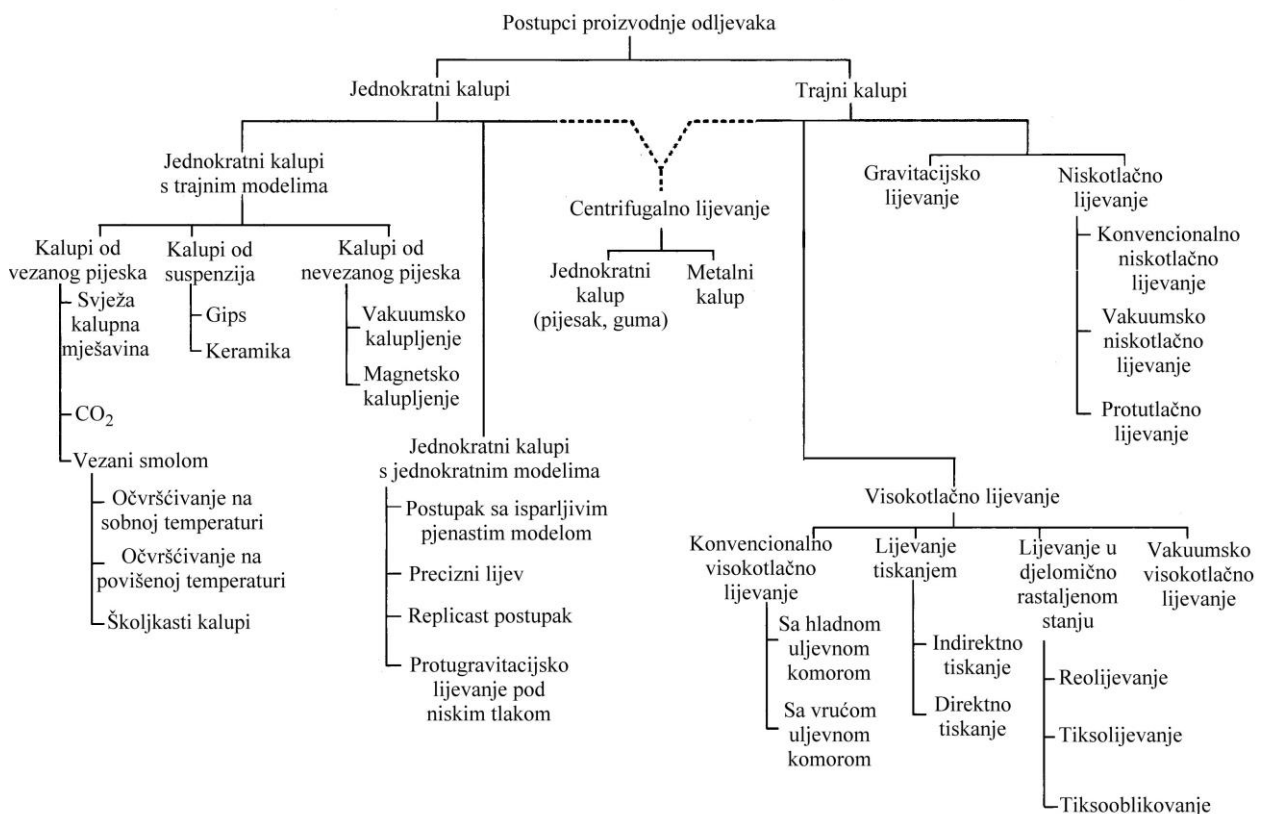 Postupci proizvodnje odljevaka
Jednokratni kalupi
Trajni kalupi
Jednokratni kalupi
s trajnim modelima
Kalupi od
vezanog pijeska
Svježa
kalupna
mješavina
CO₂
Vezani smolom
Očvršćivanje na
sobnoj temperaturi
Očvršćivanje na
povišenoj temperaturi
Školjkasti kalupi
Kalupi od
suspenzija
Gips
Keramika
Kalupi od
nevezanog pijeska
Vakuumsko
kalupljenje
Magnetsko
kalupljenje
Jednokratni kalupi
s jednokratnim modelima
Postupak sa isparljivim
pjenastim modelom
Precizni lijev
Replicast postupak
Protugravitacijsko
lijevanje pod
niskim tlakom
Centrifugalno lijevanje
Jednokratni
kalup
(pijesak, guma)
Metalni
kalup
Gravitacijsko
lijevanje
Niskotlačno
lijevanje
Konvencionalno
niskotlačno
lijevanje
Vakuumsko
niskotlačno
lijevanje
Protutlačno
lijevanje
Visokotlačno lijevanje
Konvencionalno
visokotlačno
lijevanje
Sa hladnom
uljevnom
komorom
Sa vrućom
uljevnom
komorom
Lijevanje
tiskanjem
Indirektno
tiskanje
Direktno
tiskanje
Lijevanje u
djelomično
rastaljenom
stanju
Reolijevanje
Tiksolijevanje
Tiksooblikovanje
Vakuumsko
visokotlačno
lijevanje